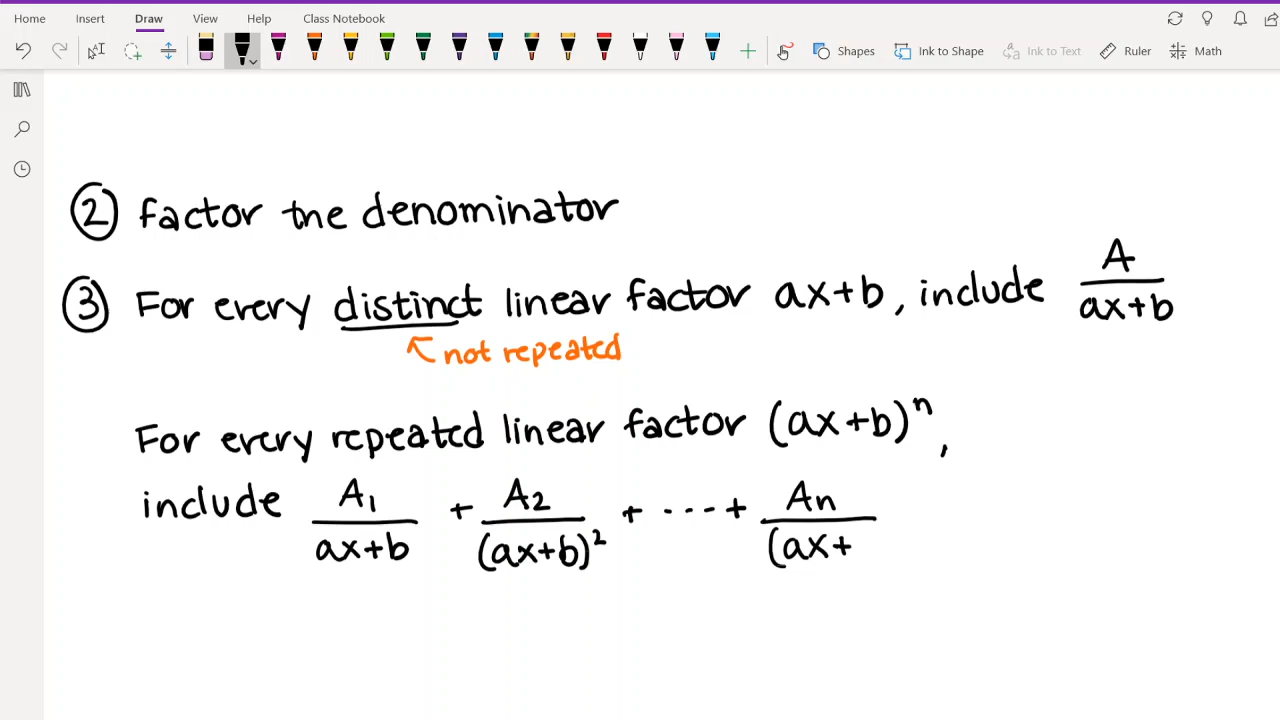 Home Insert Draw View Help Class Notebook
Shapes Ink to Shape Ink to Text Ruler Math
② factor the denominator
③ For every distinct linear factor ax+b, include A/(ax+b)
not repeated
For every repeated linear factor (ax+b)ⁿ,
include A₁/(ax+b) + A₂/(ax+b)² + ··· + Aₙ/(ax+